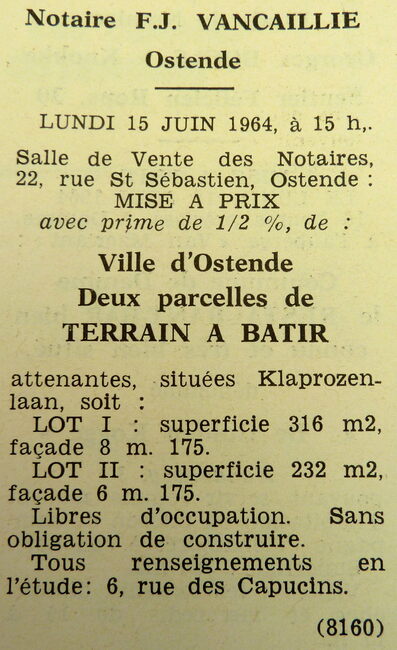 Notaire F.J. VANCAILLIE
Ostende
LUNDI 15 JUIN 1964, à 15 h,.
Salle de Vente des Notaires,
22, rue St Sébastien, Ostende :
MISE A PRIX
avec prime de 1/2 %, de :
Ville d'Ostende
Deux parcelles de
TERRAIN A BATIR
attenantes, situées Klaprozen-
laan, soit :
LOT I : superficie 316 m2,
façade 8 m. 175.
LOT II : superficie 232 m2,
façade 6 m. 175.
Libres d'occupation. Sans
obligation de construire.
Tous renseignements en
l'étude: 6, rue des Capucins.
(8160)